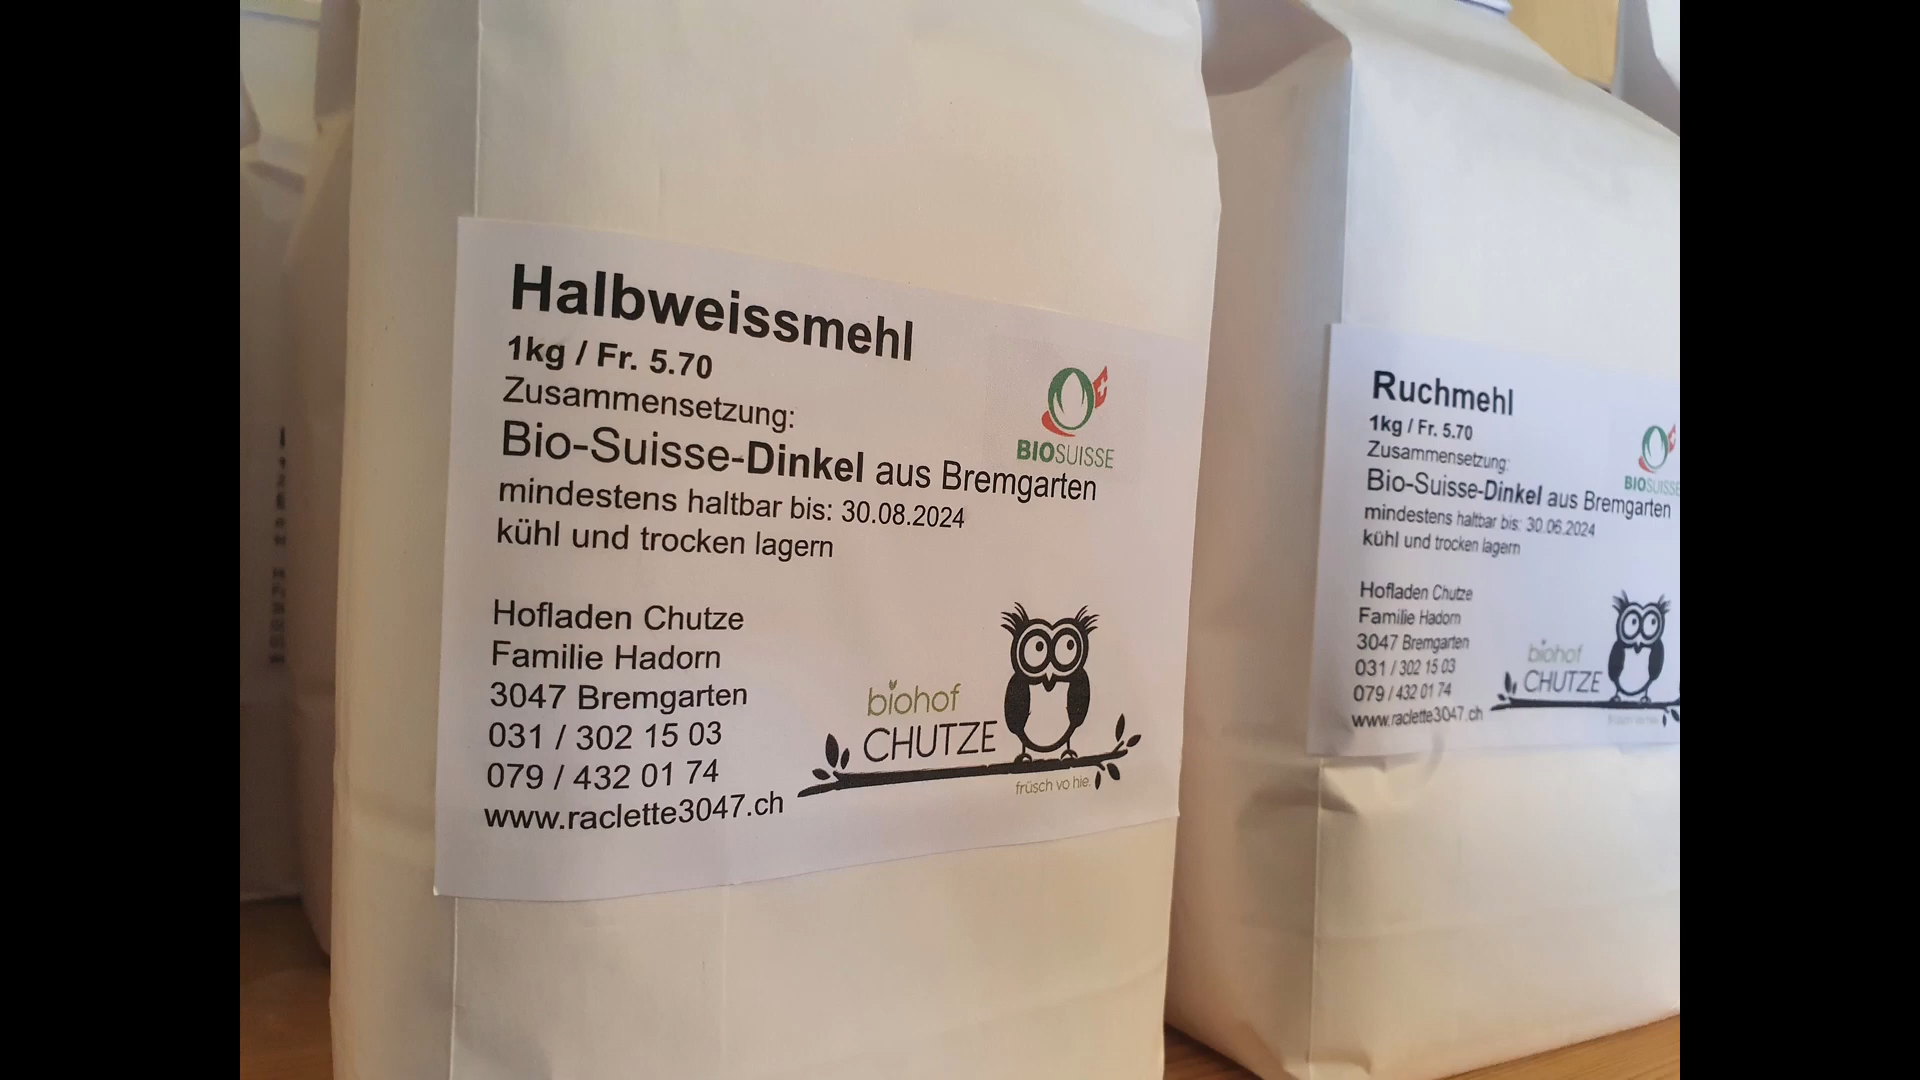 Halbweissmehl
1kg / Fr. 5.70
Zusammensetzung:
Bio-Suisse-Dinkel aus Bremgarten
mindestens haltbar bis: 30.08.2024
kühl und trocken lagern
BIOSUISSE
Hofladen Chutze
Familie Hadorn
3047 Bremgarten
031 / 302 15 03
079 / 432 01 74
www.raclette3047.ch
biohof
CHUTZE
früsch vo hie.
Ruchmehl
1kg / Fr. 5.70
Zusammensetzung:
Bio-Suisse-Dinkel aus Bremgarten
mindestens haltbar bis: 30.06.2024
kühl und trocken lagern
BIOSUISSE
Hofladen Chutze
Familie Hadorn
3047 Bremgarten
031 / 302 15 03
079 / 432 01 74
www.raclette3047.ch
biohof
CHUTZE